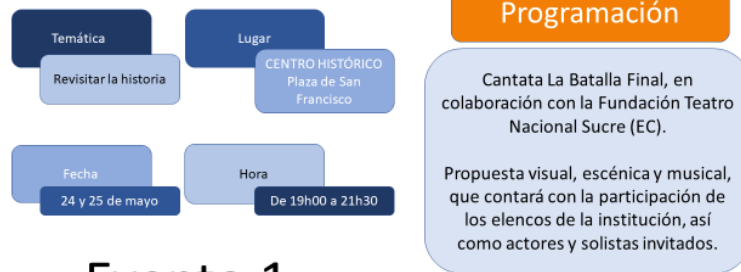 Temática
Revisitar la historia
Lugar
CENTRO HISTÓRICO
Plaza de San
Francisco
Fecha
24 y 25 de mayo
Hora
De 19h00 a 21h30
Programación
Cantata La Batalla Final, en
colaboración con la Fundación Teatro
Nacional Sucre (EC).
Propuesta visual, escénica y musical,
que contará con la participación de
los elencos de la institución, así
como actores y solistas invitados.